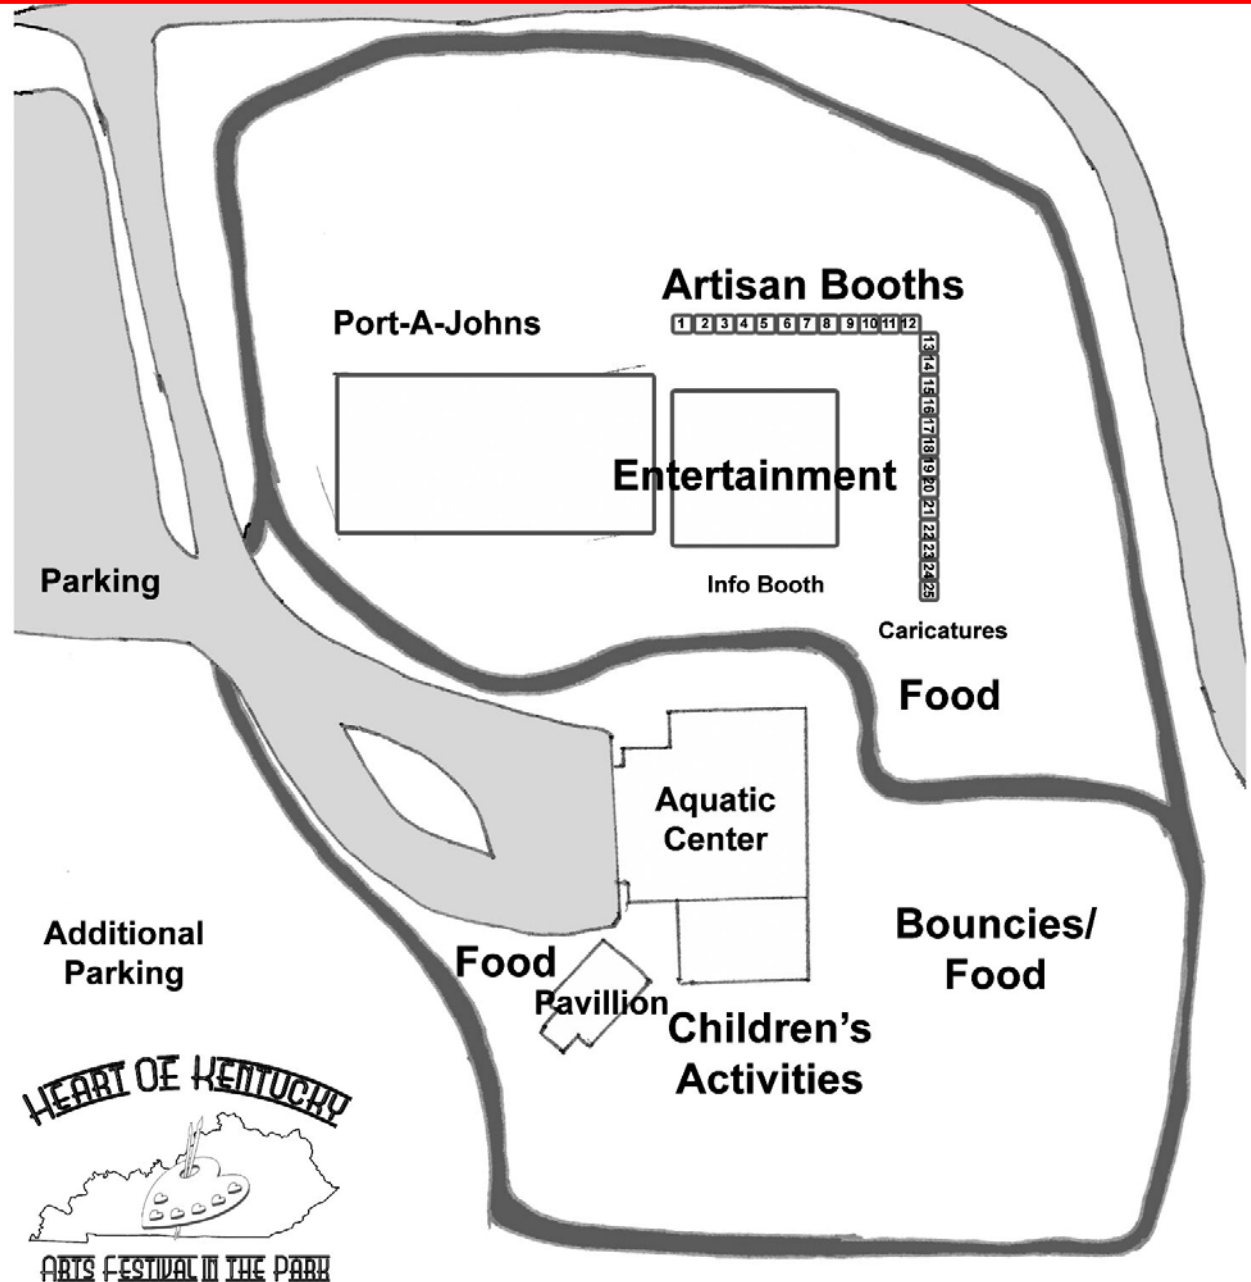 Artisan Booths
1 2 3 4 5 6 7 8 9 10 11 12
13
14
15
16
17
18
19
20
21
22
23
24
25
Port-A-Johns
Entertainment
Parking
Info Booth
Caricatures
Food
Aquatic
Center
Additional
Parking
Food
Pavillion
Bouncies/
Food
Children's
Activities
HEART OF KENTUCKY
ARTS FESTIVAL IN THE PARK